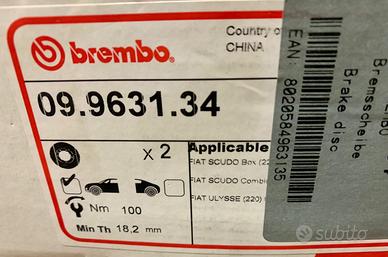 brembo.
Country o
CHINA
09.9631.34
X 2
Nm 100
Min Th 18,2 mm
Applicable
FIAT SCUDO Box (22
FIAT SCUDO Combi
FIAT ULYSSE (220)
EAN: 8020584963135
Brake disc
Bremsscheibe
subito